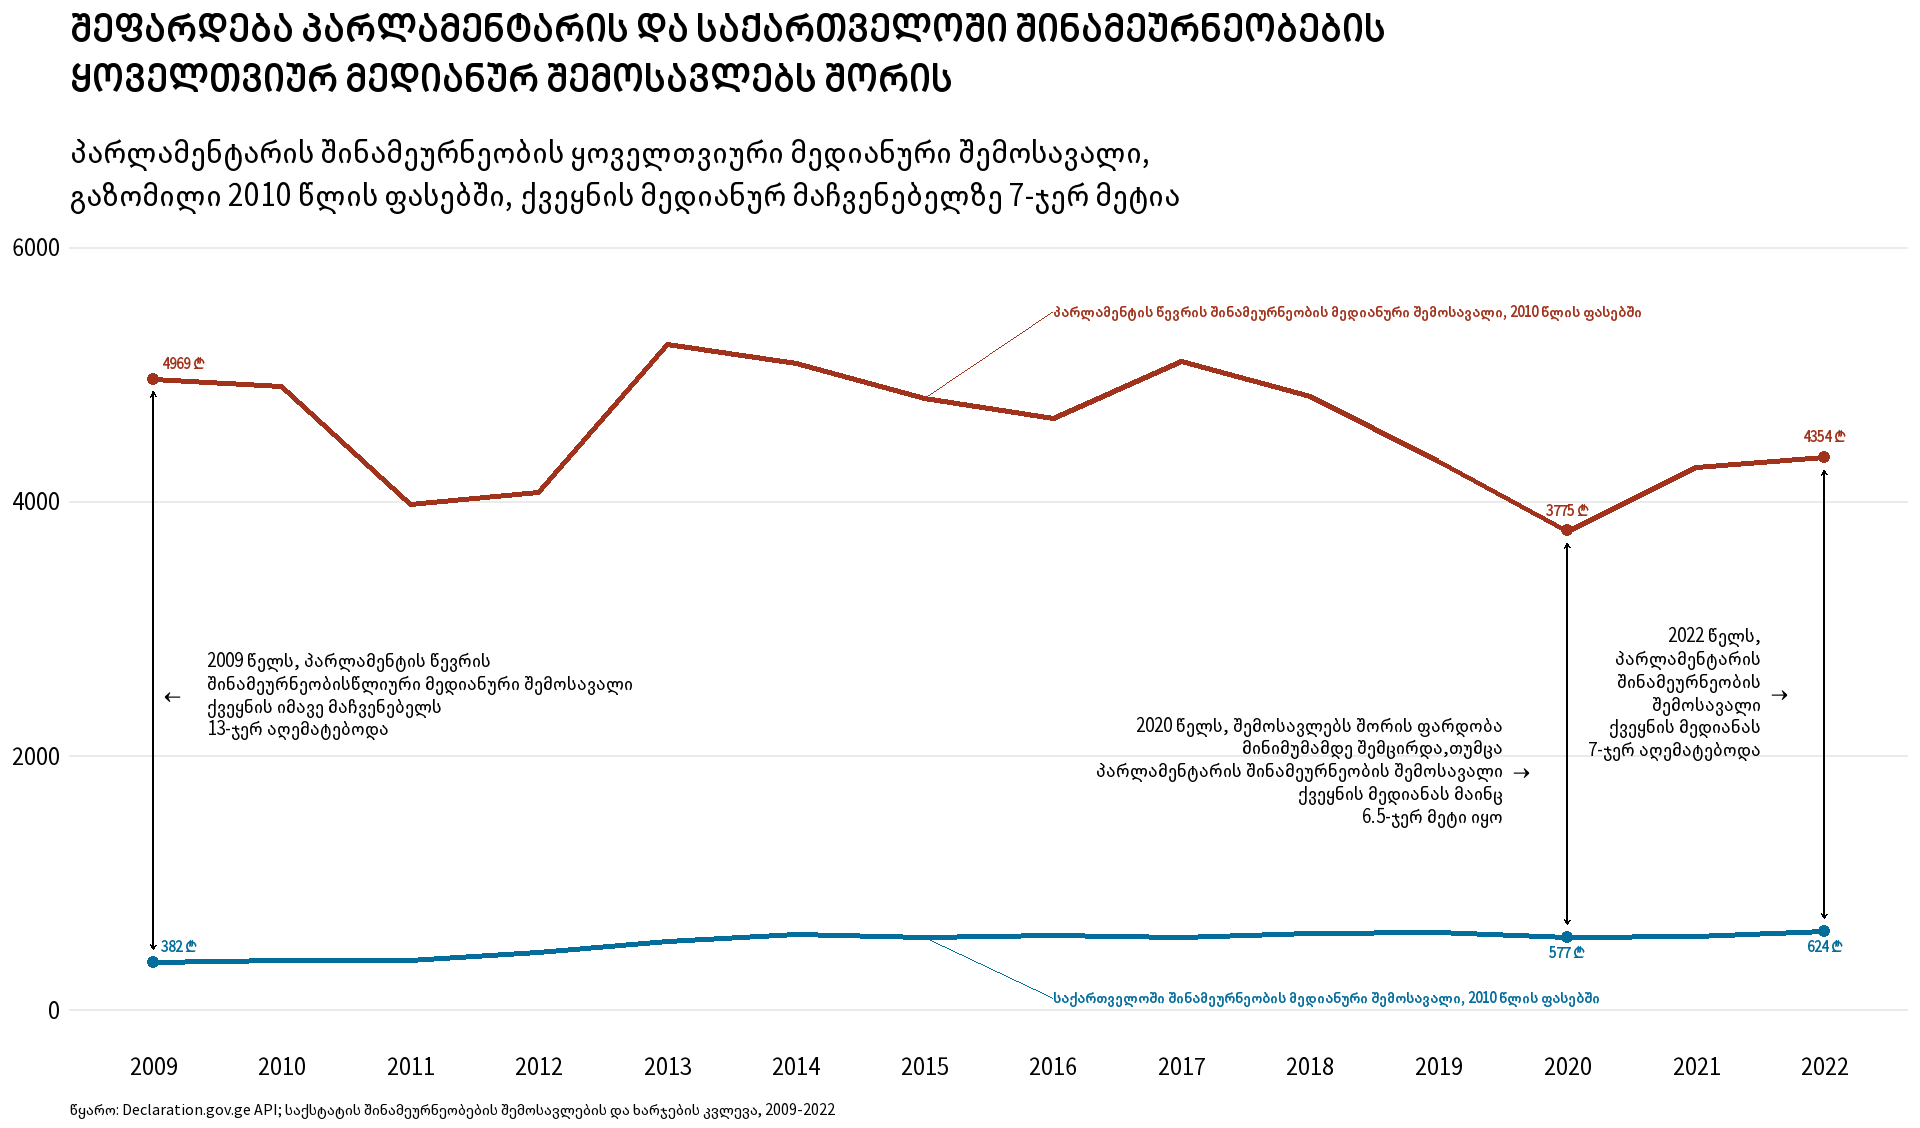 შეფარდება პარლამენტარის და საქართველოში შინამეურნეობების
ყოველთვიურ მედიანურ შემოსავლებს შორის
პარლამენტარის შინამეურნეობის ყოველთვიური მედიანური შემოსავალი,
გაზომილი 2010 წლის ფასებში, ქვეყნის მედიანურ მაჩვენებელზე 7-ჯერ მეტია
6000
პარლამენტის წევრის შინამეურნეობის მედიანური შემოსავალი, 2010 წლის ფასებში
4969 ₾
4354 ₾
4000
3775 ₾
2009 წელს, პარლამენტის წევრის
შინამეურნეობისწლიური მედიანური შემოსავალი
← ქვეყნის იმავე მაჩვენებელს
13-ჯერ აღემატებოდა
2020 წელს, შემოსავლებს შორის ფარდობა
მინიმუმამდე შემცირდა,თუმცა
პარლამენტარის შინამეურნეობის შემოსავალი →
ქვეყნის მედიანას მაინც
6.5-ჯერ მეტი იყო
2022 წელს,
პარლამენტარის
შინამეურნეობის →
შემოსავალი
ქვეყნის მედიანას
7-ჯერ აღემატებოდა
2000
382 ₾
577 ₾
624 ₾
საქართველოში შინამეურნეობის მედიანური შემოსავალი, 2010 წლის ფასებში
0
2009 2010 2011 2012 2013 2014 2015 2016 2017 2018 2019 2020 2021 2022
წყარო: Declaration.gov.ge API; საქსტატის შინამეურნეობების შემოსავლების და ხარჯების კვლევა, 2009-2022